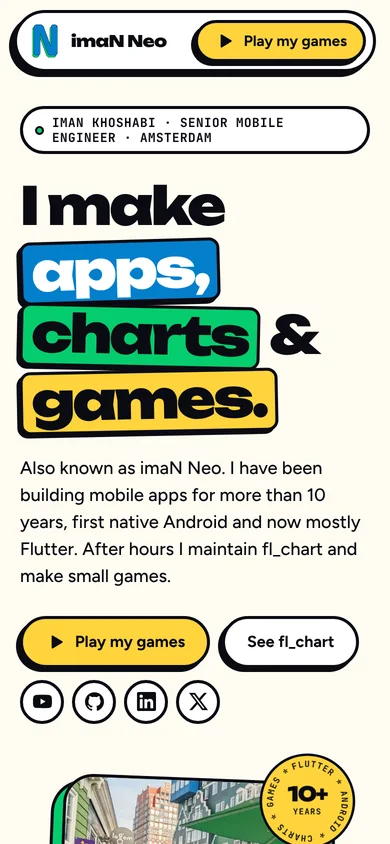 N imaN Neo
Play my games
IMAN KHOSHABI · SENIOR MOBILE
ENGINEER · AMSTERDAM
I make
apps,
charts &
games.
Also known as imaN Neo. I have been
building mobile apps for more than 10
years, first native Android and now mostly
Flutter. After hours I maintain fl_chart and
make small games.
Play my games
See fl_chart
in
X
★ FLUTTER ★ ANDROID ★ CHARTS ★ GAMES
10+
YEARS